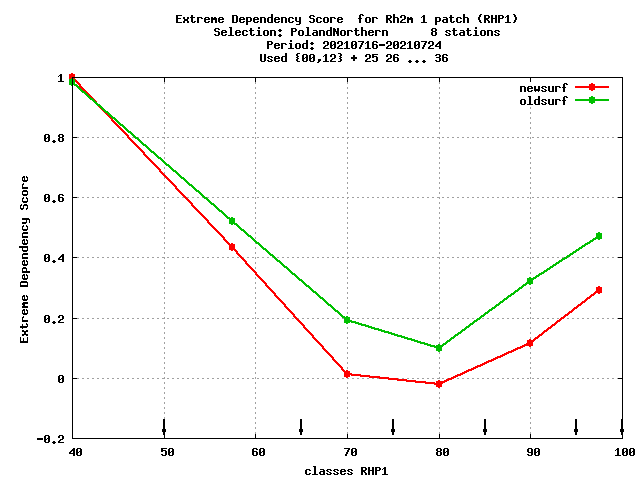 Extreme Dependency Score  for Rh2m 1 patch (RHP1)
Selection: PolandNorthern      8 stations
Period: 20210716-20210724
Used {00,12} + 25 26 ... 36
newsurf
oldsurf
1
0.8
0.6
0.4
0.2
0
-0.2
Extreme Dependency Score
40 50 60 70 80 90 100
classes RHP1